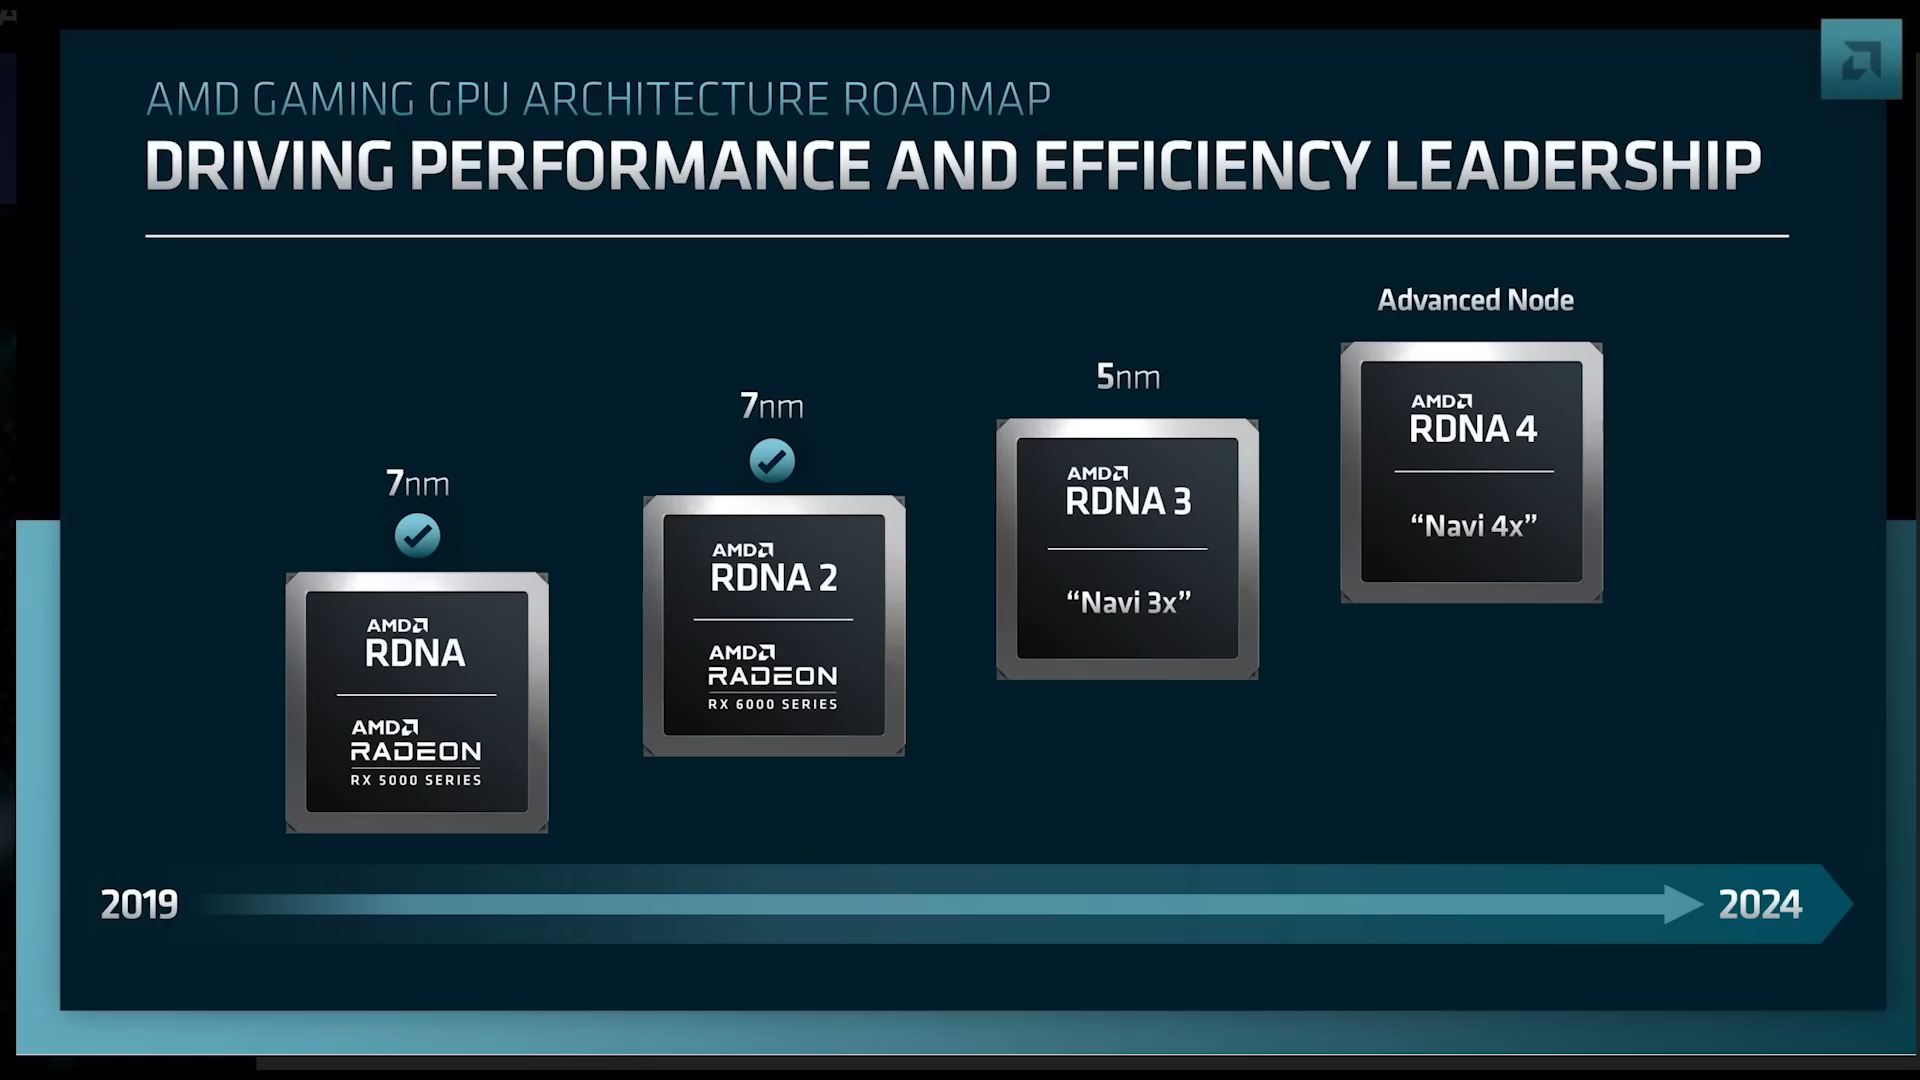 AMD GAMING GPU ARCHITECTURE ROADMAP
DRIVING PERFORMANCE AND EFFICIENCY LEADERSHIP
7nm
AMD
RDNA
AMD
RADEON
RX 5000 SERIES
7nm
AMD
RDNA 2
AMD
RADEON
RX 6000 SERIES
5nm
AMD
RDNA 3
“Navi 3x”
Advanced Node
AMD
RDNA 4
“Navi 4x”
2019
2024